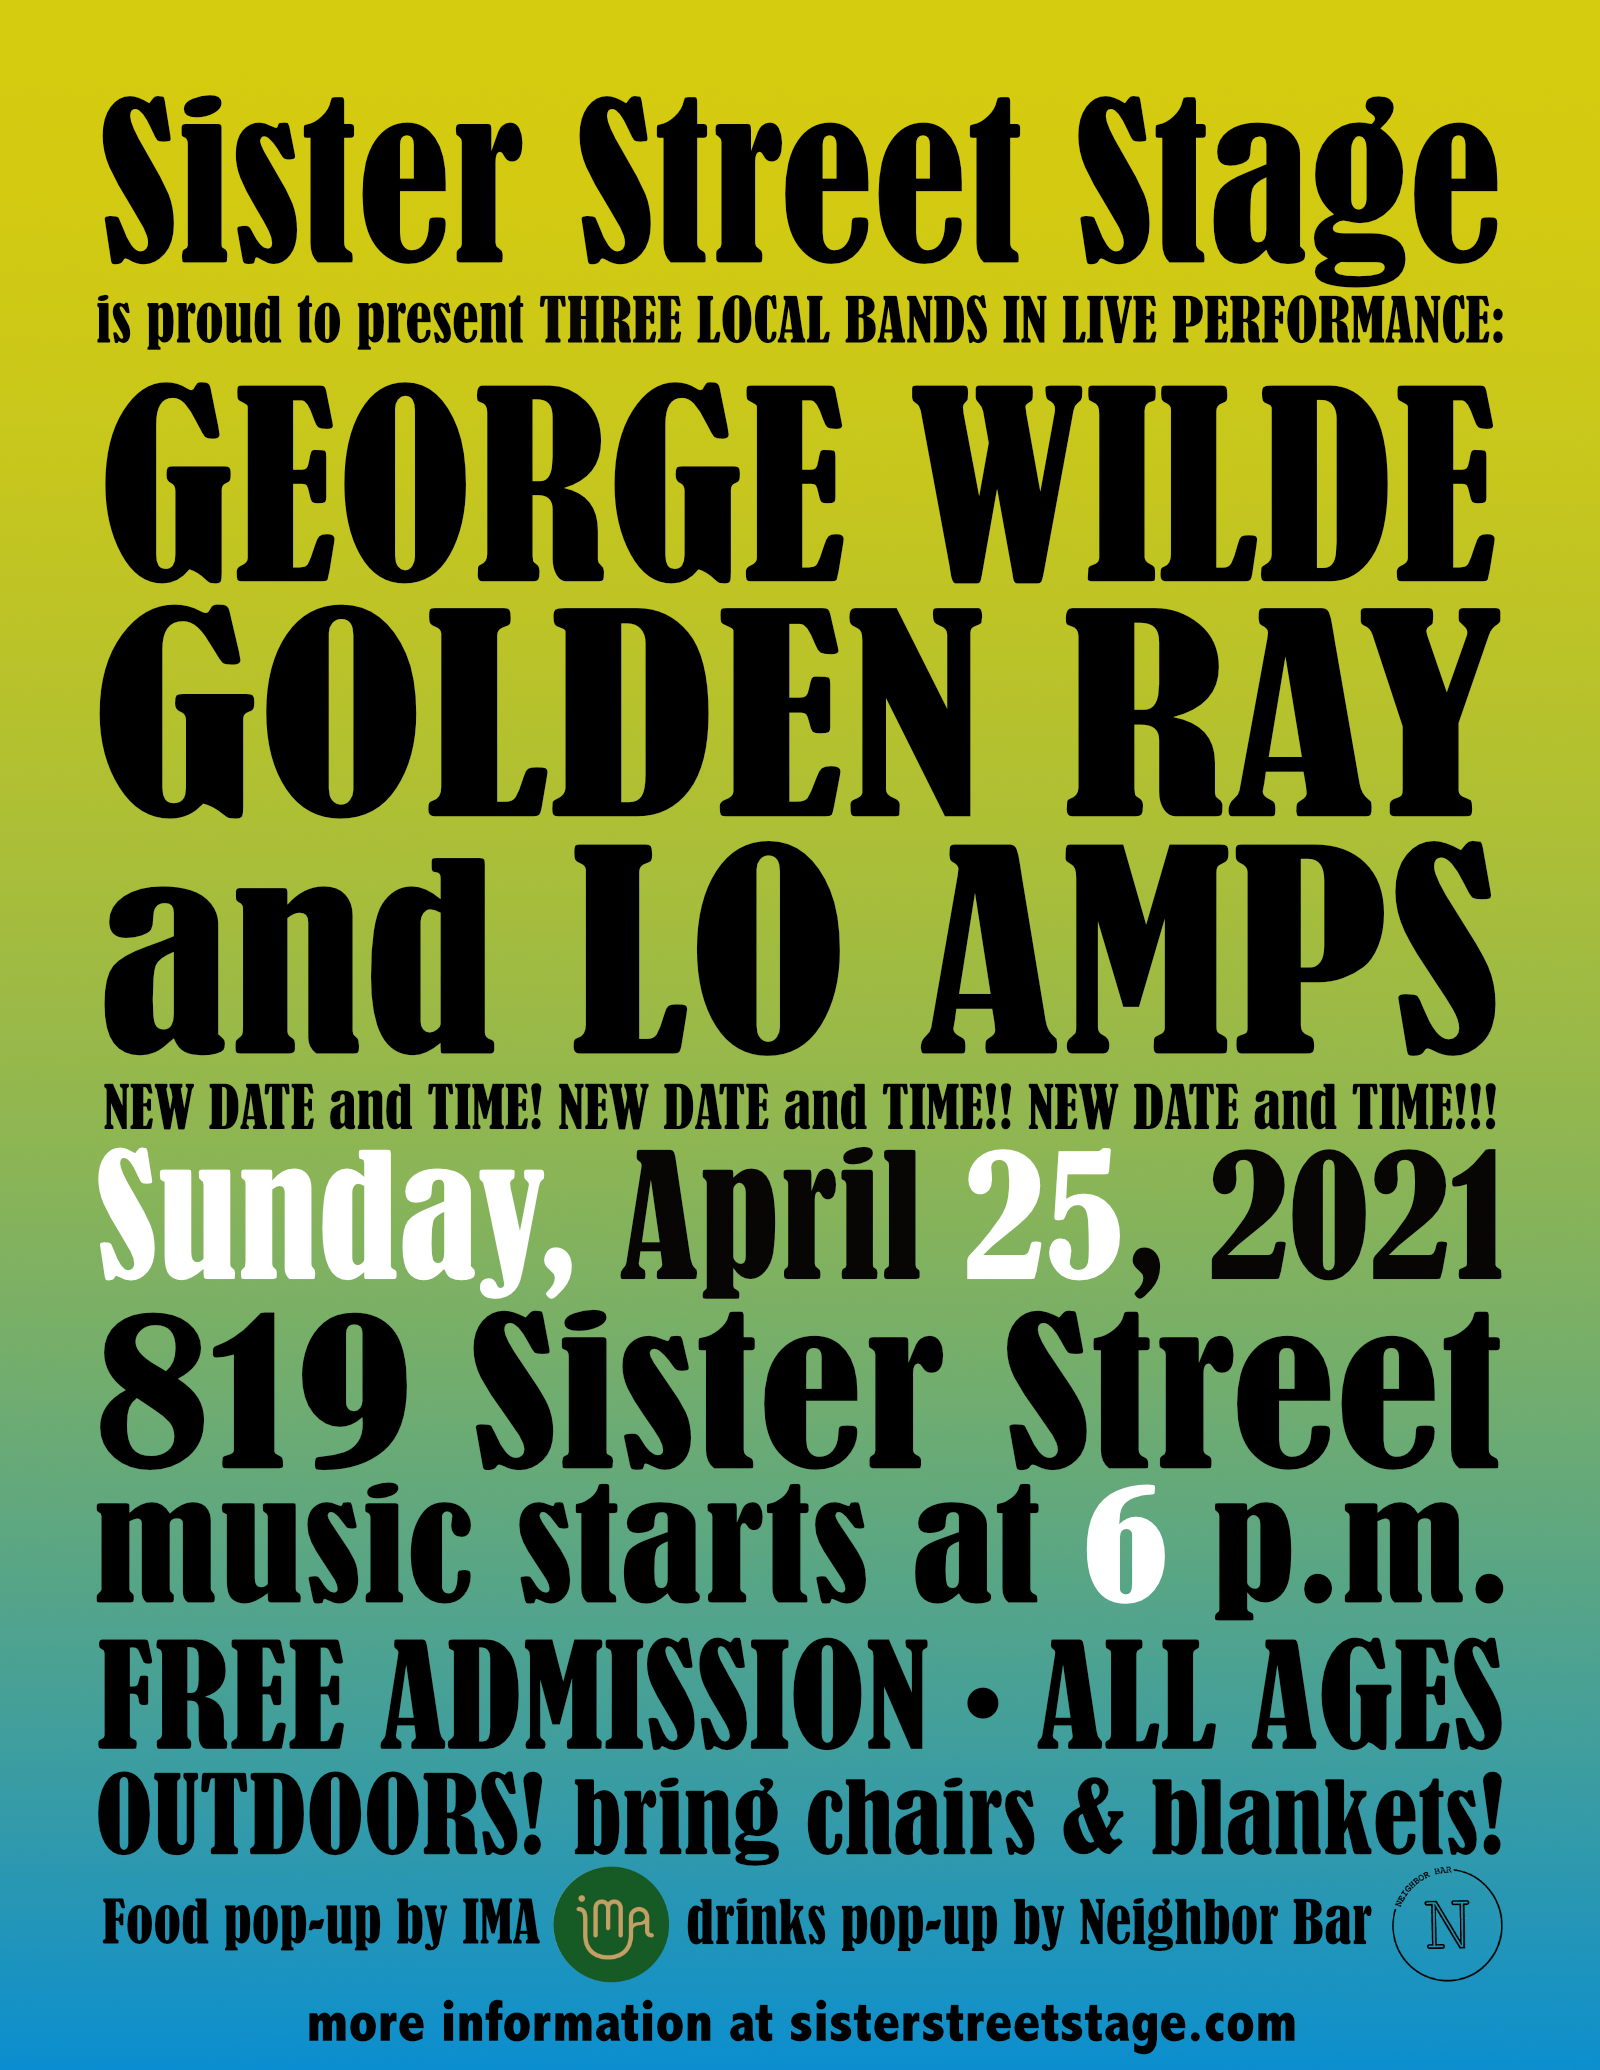 Sister Street Stage
is proud to present THREE LOCAL BANDS IN LIVE PERFORMANCE:
GEORGE WILDE
GOLDEN RAY
and LO AMPS
NEW DATE and TIME! NEW DATE and TIME!! NEW DATE and TIME!!!
Sunday, April 25, 2021
819 Sister Street
music starts at 6 p.m.
FREE ADMISSION • ALL AGES
OUTDOORS! bring chairs & blankets!
Food pop-up by IMA iMA drinks pop-up by Neighbor Bar NEIGHBOR BAR N
more information at sisterstreetstage.com